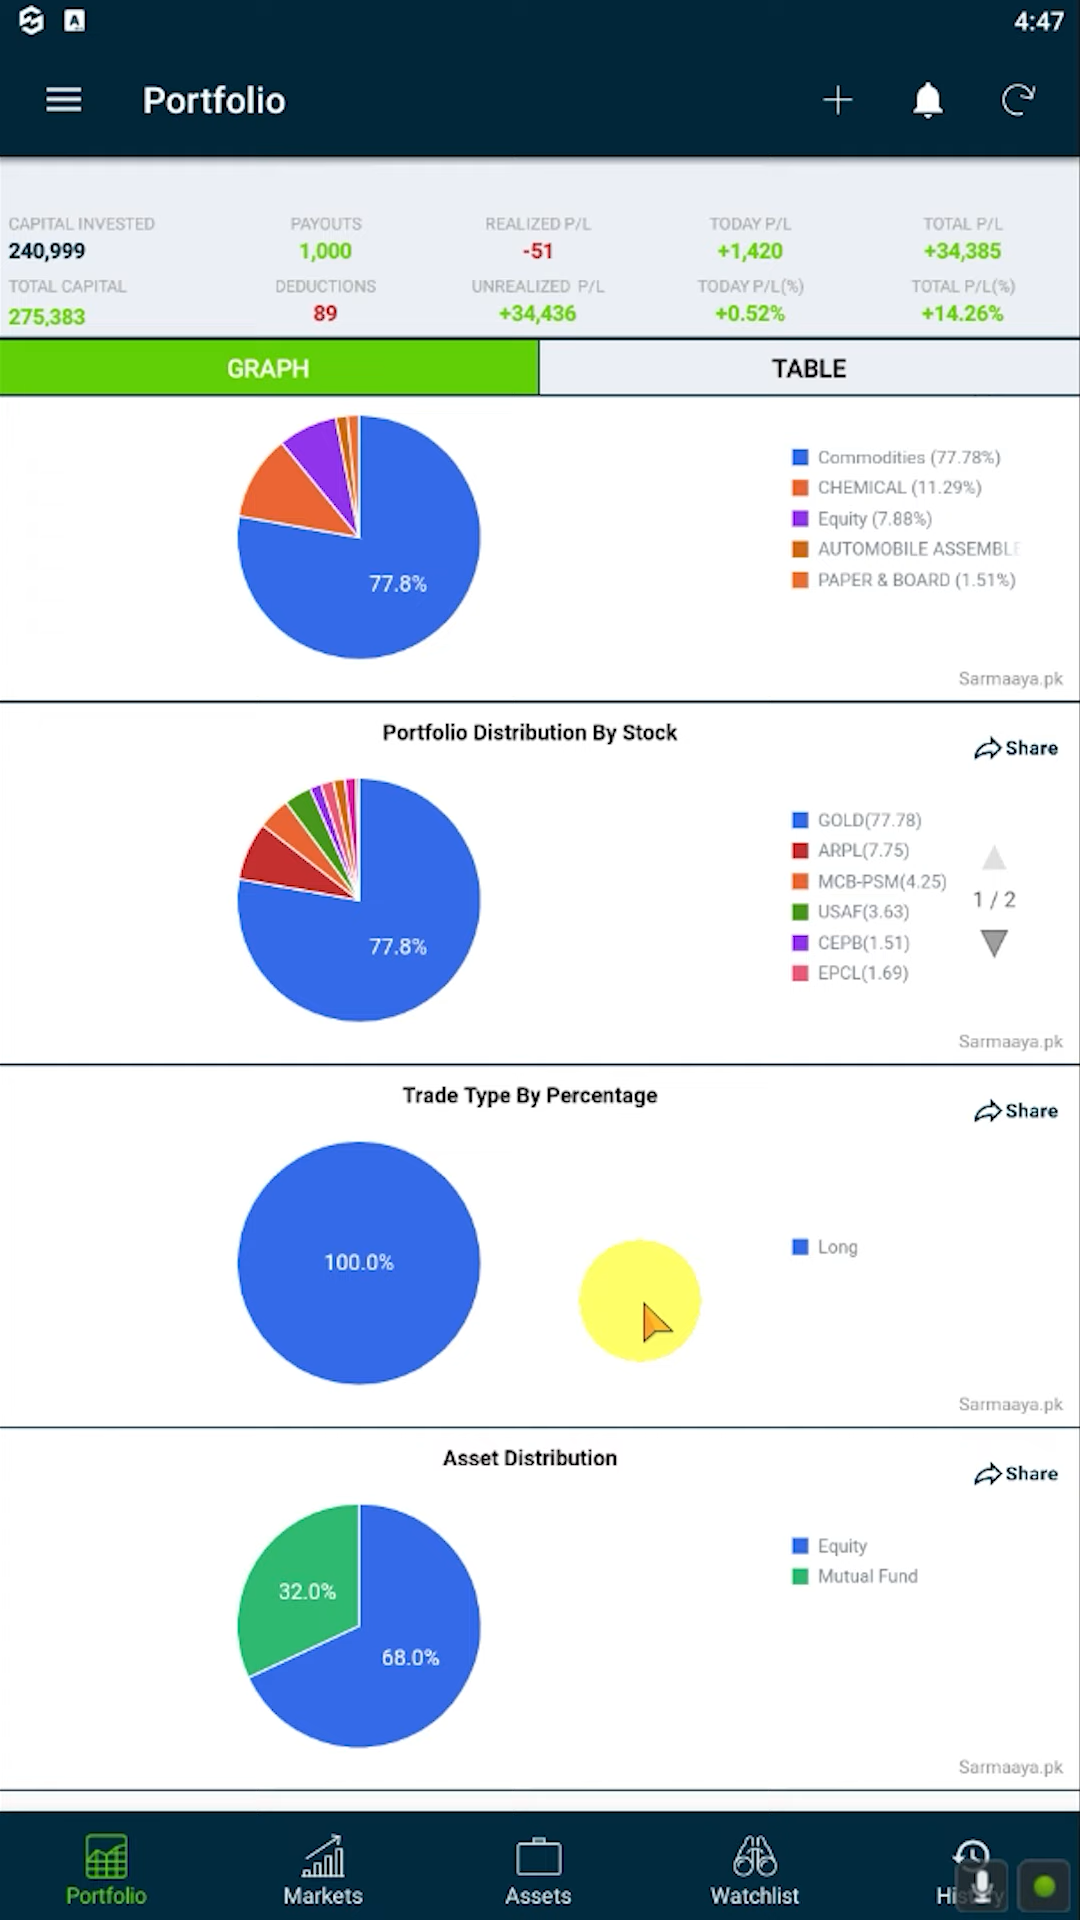 4:47
Portfolio
CAPITAL INVESTED PAYOUTS REALIZED P/L TODAY P/L TOTAL P/L
240,999 1,000 -51 +1,420 +34,385
TOTAL CAPITAL DEDUCTIONS UNREALIZED P/L TODAY P/L(%) TOTAL P/L(%)
275,383 89 +34,436 +0.52% +14.26%
GRAPH TABLE
77.8%
Commodities (77.78%)
CHEMICAL (11.29%)
Equity (7.88%)
AUTOMOBILE ASSEMBLE
PAPER & BOARD (1.51%)
Sarmaaya.pk
Portfolio Distribution By Stock
Share
77.8%
GOLD(77.78)
ARPL(7.75)
MCB-PSM(4.25)
USAF(3.63)
CEPB(1.51)
EPCL(1.69)
1 / 2
Sarmaaya.pk
Trade Type By Percentage
Share
100.0%
Long
Sarmaaya.pk
Asset Distribution
Share
32.0%
68.0%
Equity
Mutual Fund
Sarmaaya.pk
Portfolio Markets Assets Watchlist